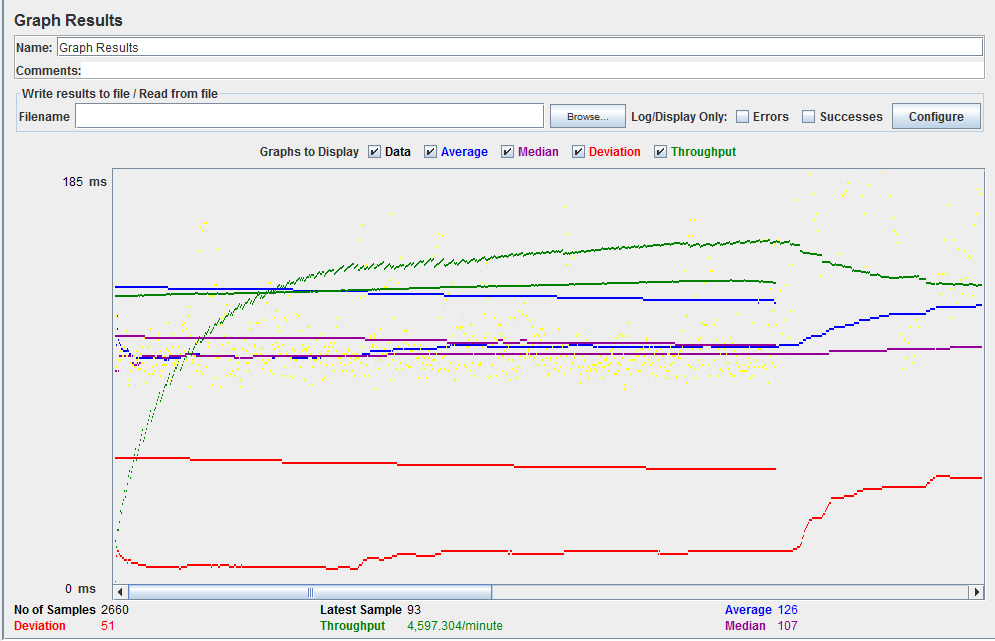 Graph Results
Name: Graph Results
Comments:
Write results to file / Read from file
Filename Browse... Log/Display Only: Errors Successes Configure
Graphs to Display Data Average Median Deviation Throughput
185 ms
0 ms
No of Samples 2660 Latest Sample 93 Average 126
Deviation 51 Throughput 4,597.304/minute Median 107